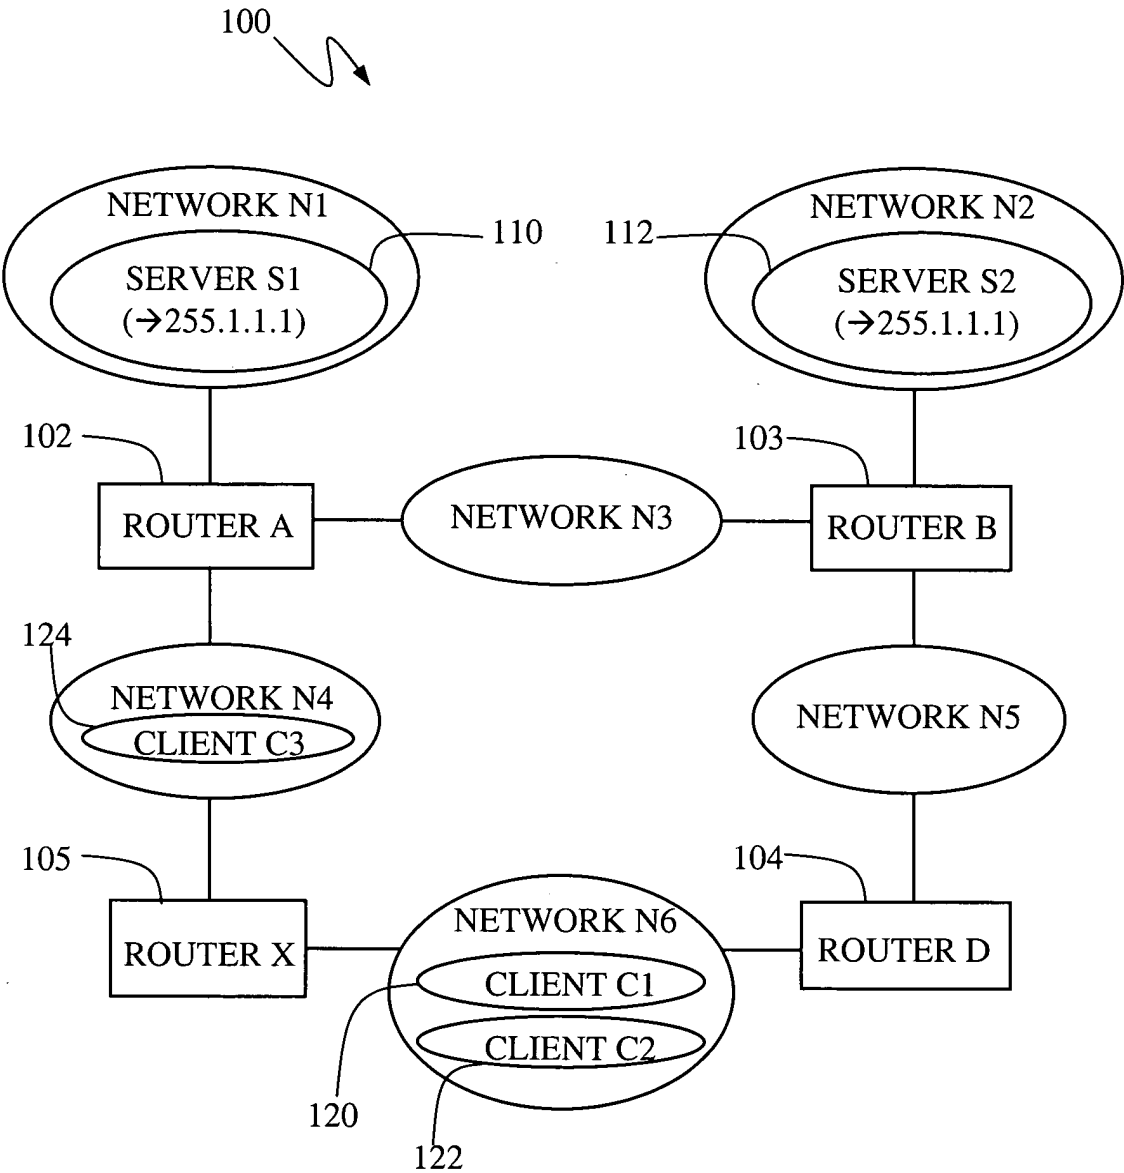 100
NETWORK N1
NETWORK N2
110
112
SERVER S1
SERVER S2
(→255.1.1.1)
(→255.1.1.1)
102
103
ROUTER A
NETWORK N3
ROUTER B
124
NETWORK N4
CLIENT C3
NETWORK N5
105
104
ROUTER X
NETWORK N6
ROUTER D
CLIENT C1
CLIENT C2
120
122